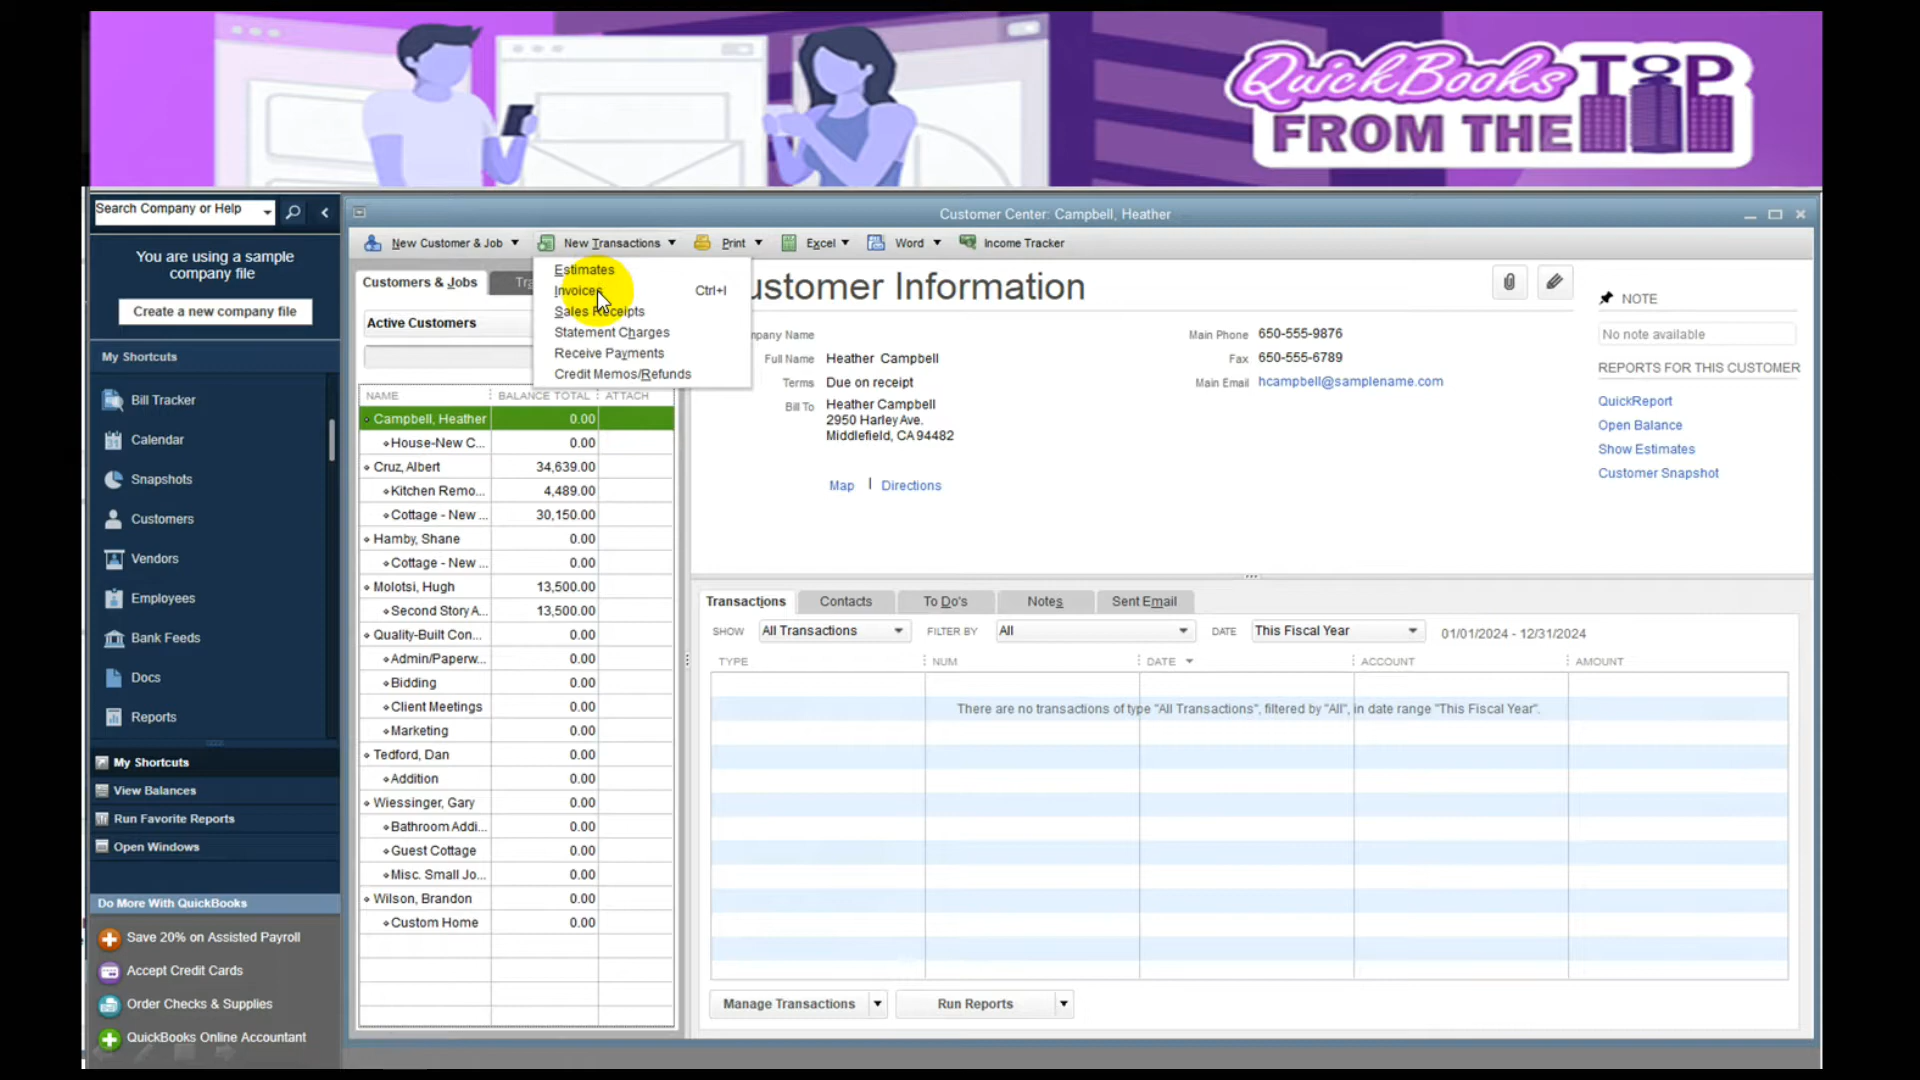 QuickBooks
FROM THE TOP
Search Company or Help
Customer Center: Campbell, Heather
New Customer & Job
New Transactions
Print
Excel
Word
Income Tracker
You are using a sample
company file
Create a new company file
My Shortcuts
Bill Tracker
Calendar
Snapshots
Customers
Vendors
Employees
Bank Feeds
Docs
Reports
My Shortcuts
View Balances
Run Favorite Reports
Open Windows
Do More With QuickBooks
Save 20% on Assisted Payroll
Accept Credit Cards
Order Checks & Supplies
QuickBooks Online Accountant
Estimates
Invoices Ctrl+I
Sales Receipts
Statement Charges
Receive Payments
Credit Memos/Refunds
Customers & Jobs
Tr
Active Customers
NAME BALANCE TOTAL ATTACH
Campbell, Heather 0.00
House-New C... 0.00
Cruz, Albert 34,639.00
Kitchen Remo... 4,489.00
Cottage - New ... 30,150.00
Hamby, Shane 0.00
Cottage - New ... 0.00
Molotsi, Hugh 13,500.00
Second Story A... 13,500.00
Quality-Built Con... 0.00
Admin/Paperw... 0.00
Bidding 0.00
Client Meetings 0.00
Marketing 0.00
Tedford, Dan 0.00
Addition 0.00
Wiessinger, Gary 0.00
Bathroom Addi... 0.00
Guest Cottage 0.00
Misc. Small Jo... 0.00
Wilson, Brandon 0.00
Custom Home 0.00
ustomer Information
mpany Name
Full Name Heather Campbell
Terms Due on receipt
Bill To Heather Campbell
2950 Harley Ave.
Middlefield, CA 94482
Map | Directions
Main Phone 650-555-9876
Fax 650-555-6789
Main Email hcampbell@samplename.com
NOTE
No note available
REPORTS FOR THIS CUSTOMER
QuickReport
Open Balance
Show Estimates
Customer Snapshot
Transactions Contacts To Do's Notes Sent Email
SHOW All Transactions FILTER BY All DATE This Fiscal Year 01/01/2024 - 12/31/2024
TYPE NUM DATE ACCOUNT AMOUNT
There are no transactions of type "All Transactions", filtered by "All", in date range "This Fiscal Year".
Manage Transactions
Run Reports